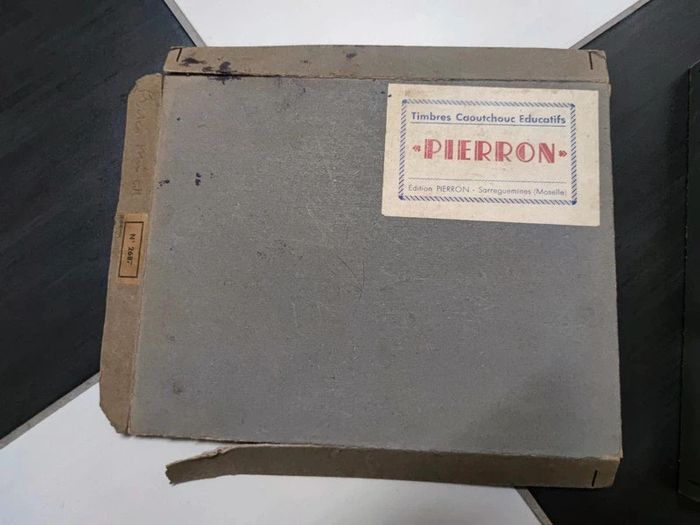 Timbres Caoutchouc Educatifs
PIERRON
Edition PIERRON - Sarreguemines (Moselle)
N° 2687